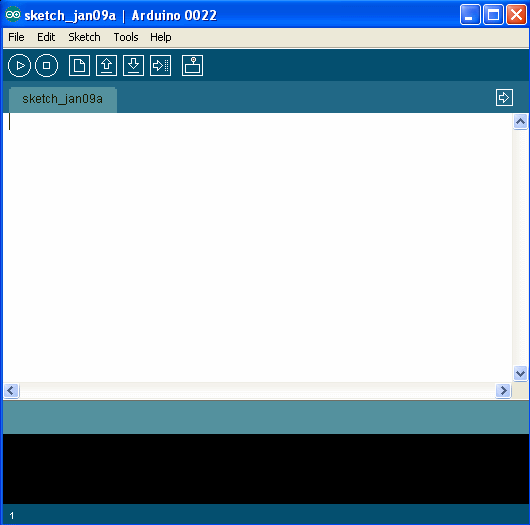 sketch_jan09a | Arduino 0022
File Edit Sketch Tools Help
sketch_jan09a
1